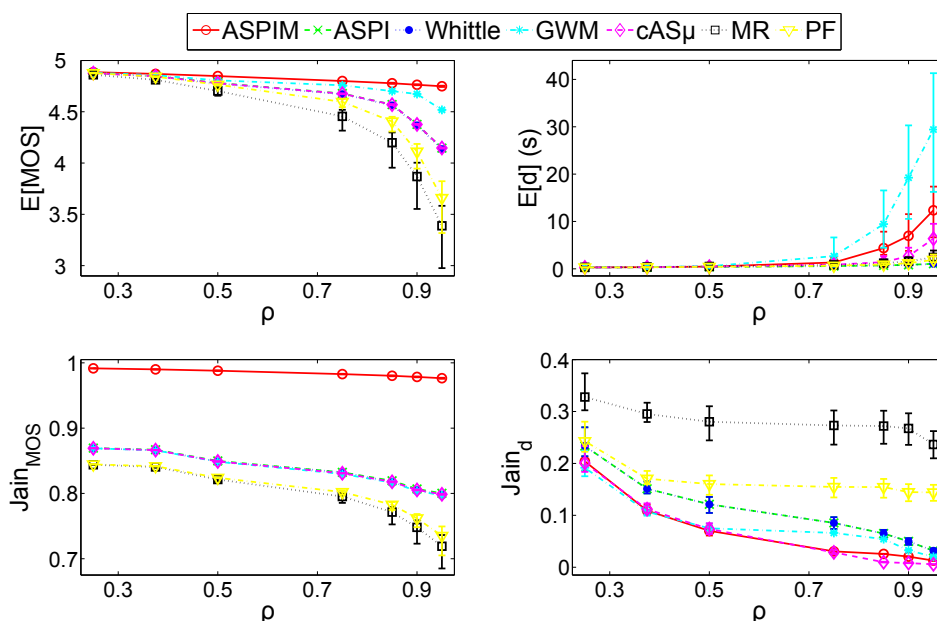 ASPIM ASPI Whittle GWM cASμ MR PF
5
4.5
4
3.5
3
E[MOS]
0.3 0.5 0.7 0.9
ρ
40
30
20
10
0
E[d] (s)
0.3 0.5 0.7 0.9
ρ
1
0.9
0.8
0.7
Jain_MOS
0.3 0.5 0.7 0.9
ρ
0.4
0.3
0.2
0.1
0
Jain_d
0.3 0.5 0.7 0.9
ρ